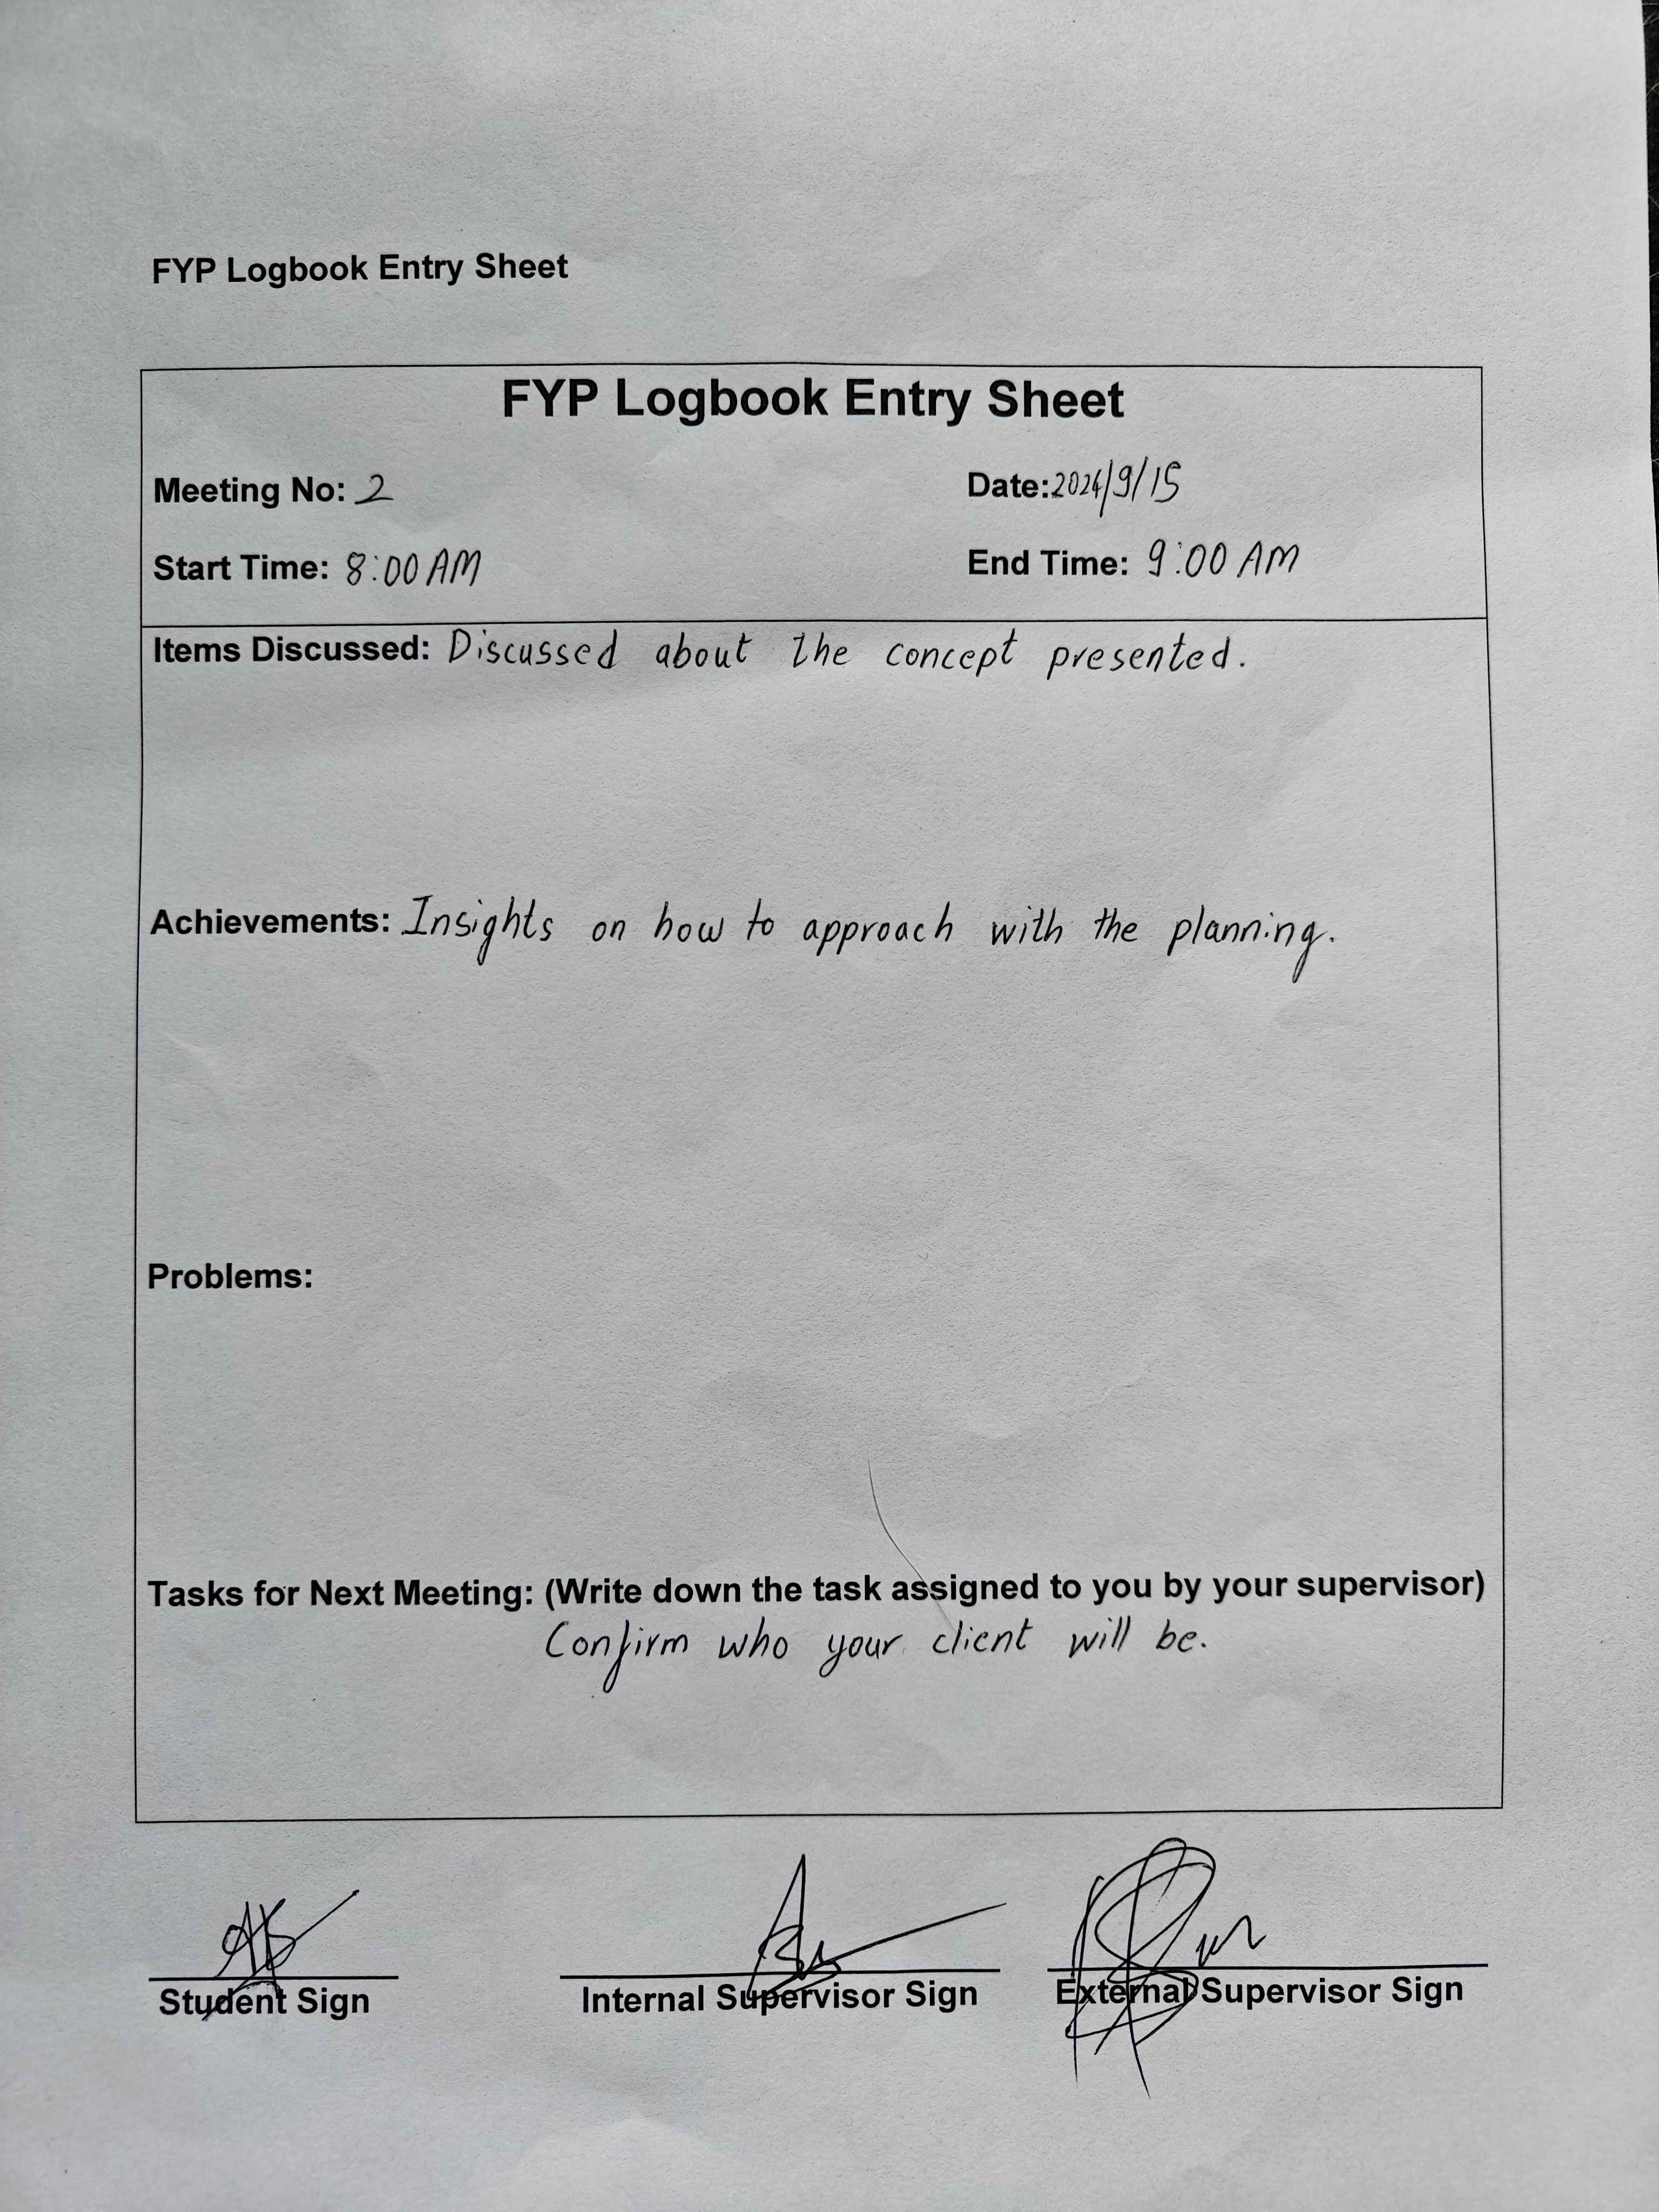 FYP Logbook Entry Sheet
FYP Logbook Entry Sheet
Meeting No: 2 Date: 2024/9/15
Start Time: 8:00 AM End Time: 9:00 AM
Items Discussed: Discussed about the concept presented.
Achievements: Insights on how to approach with the planning.
Problems:
Tasks for Next Meeting: (Write down the task assigned to you by your supervisor)
Confirm who your client will be.
Student Sign Internal Supervisor Sign External Supervisor Sign